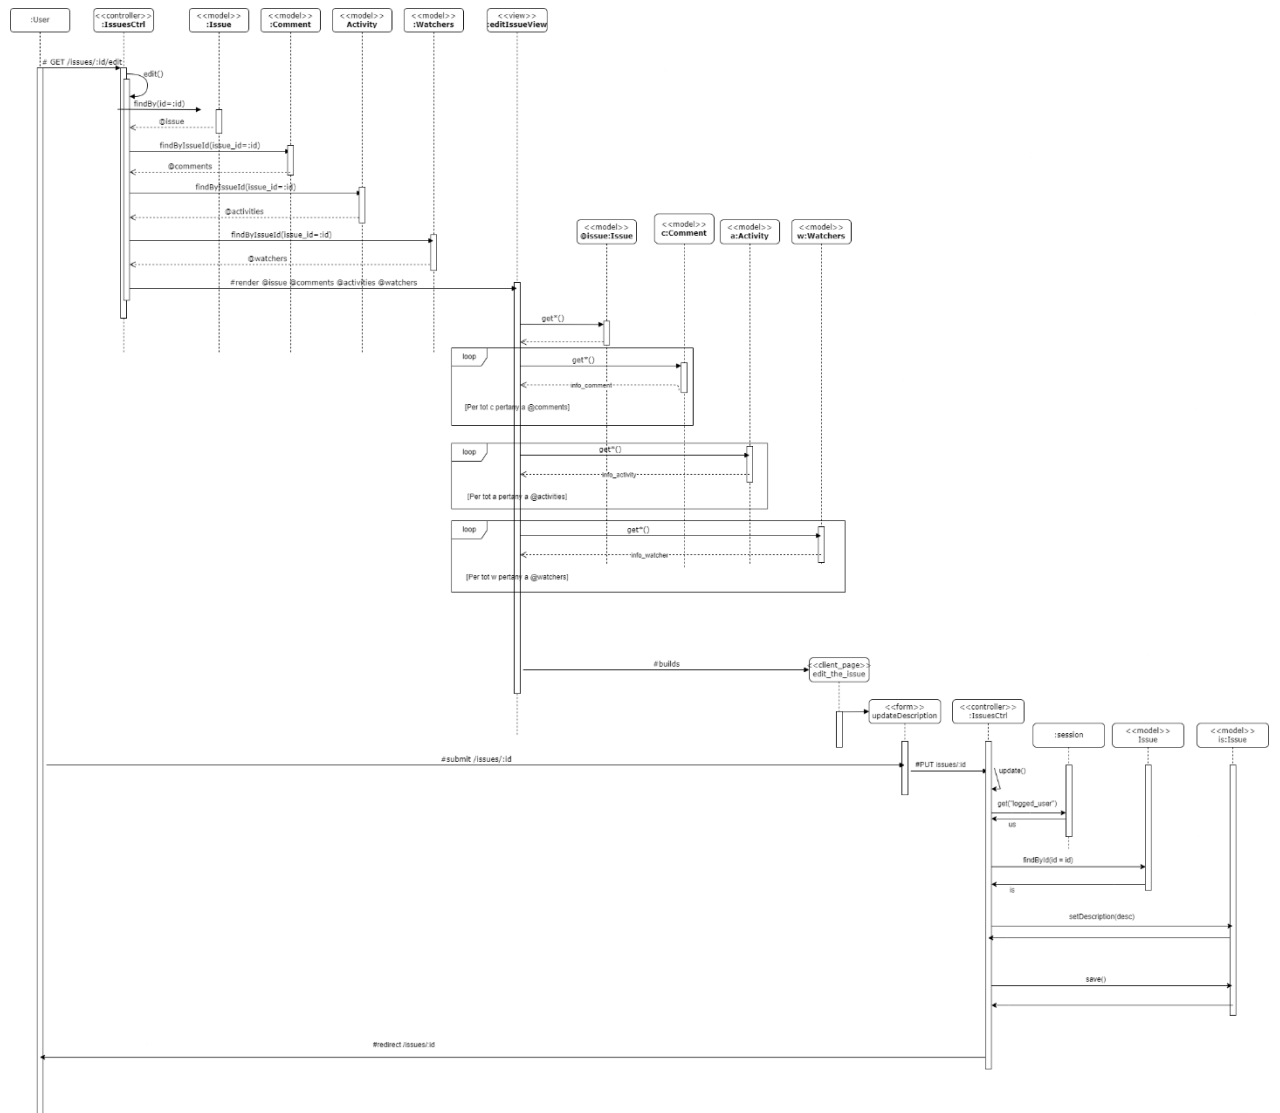 :User
<<controller>>
:IssuesCtrl
<<model>>
:Issue
<<model>>
:Comment
<<model>>
Activity
<<model>>
:Watchers
<<view>>
:editIssueView
# GET /issues/:id/edit
edit()
findBy(id=:id)
@issue
findByIssueId(issue_id=:id)
@comments
findByIssueId(issue_id=:id)
@activities
findByIssueId(issue_id=:id)
@watchers
#render @issue @comments @activities @watchers
<<model>>
@issue:Issue
<<model>>
c:Comment
<<model>>
a:Activity
<<model>>
w:Watchers
get*()
loop
get*()
info_comment
[Per tot c pertany a @comments]
loop
get*()
info_activity
[Per tot a pertany a @activities]
loop
get*()
info_watcher
[Per tot w pertany a @watchers]
#builds
<<client_page>>
edit_the_issue
<<form>>
updateDescription
<<controller>>
:IssuesCtrl
:session
<<model>>
Issue
<<model>>
is:Issue
#submit /issues/:id
#PUT issues/:id
update()
get("logged_user")
us
findById(id = id)
is
setDescription(desc)
save()
#redirect /issues/:id